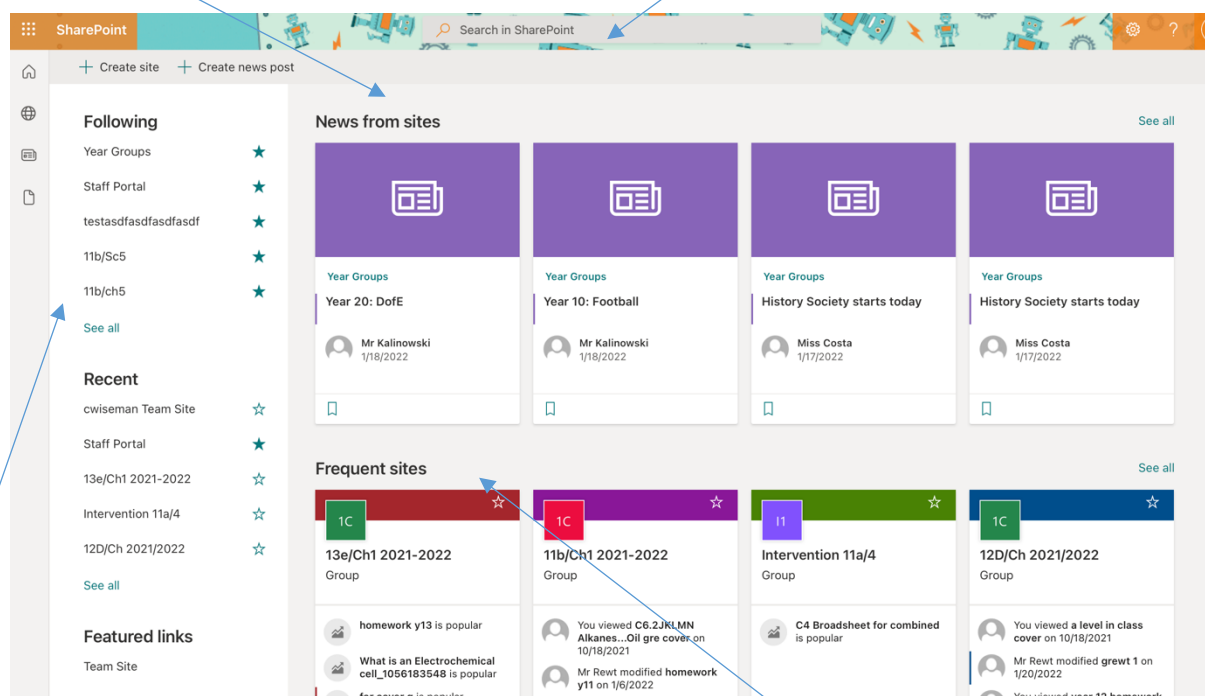 SharePoint
Search in SharePoint
?
Create site
Create news post
Following
Year Groups
Staff Portal
testasdfasdfasdfasdf
11b/Sc5
11b/ch5
See all
Recent
cwiseman Team Site
Staff Portal
13e/Ch1 2021-2022
Intervention 11a/4
12D/Ch 2021/2022
See all
Featured links
Team Site
News from sites
See all
Year Groups
Year 20: DofE
Mr Kalinowski
1/18/2022
Year Groups
Year 10: Football
Mr Kalinowski
1/18/2022
Year Groups
History Society starts today
Miss Costa
1/17/2022
Year Groups
History Society starts today
Miss Costa
1/17/2022
Frequent sites
See all
1C
13e/Ch1 2021-2022
Group
homework y13 is popular
What is an Electrochemical
cell_1056183548 is popular
for cover g is popular
1C
11b/Ch1 2021-2022
Group
You viewed C6.2JKLMN
Alkanes...Oil gre cover on
10/18/2021
Mr Rewt modified homework
y11 on 1/6/2022
I1
Intervention 11a/4
Group
C4 Broadsheet for combined
is popular
1C
12D/Ch 2021/2022
Group
You viewed a level in class
cover on 10/18/2021
Mr Rewt modified grewt 1 on
1/20/2022
You viewed year 12 homework